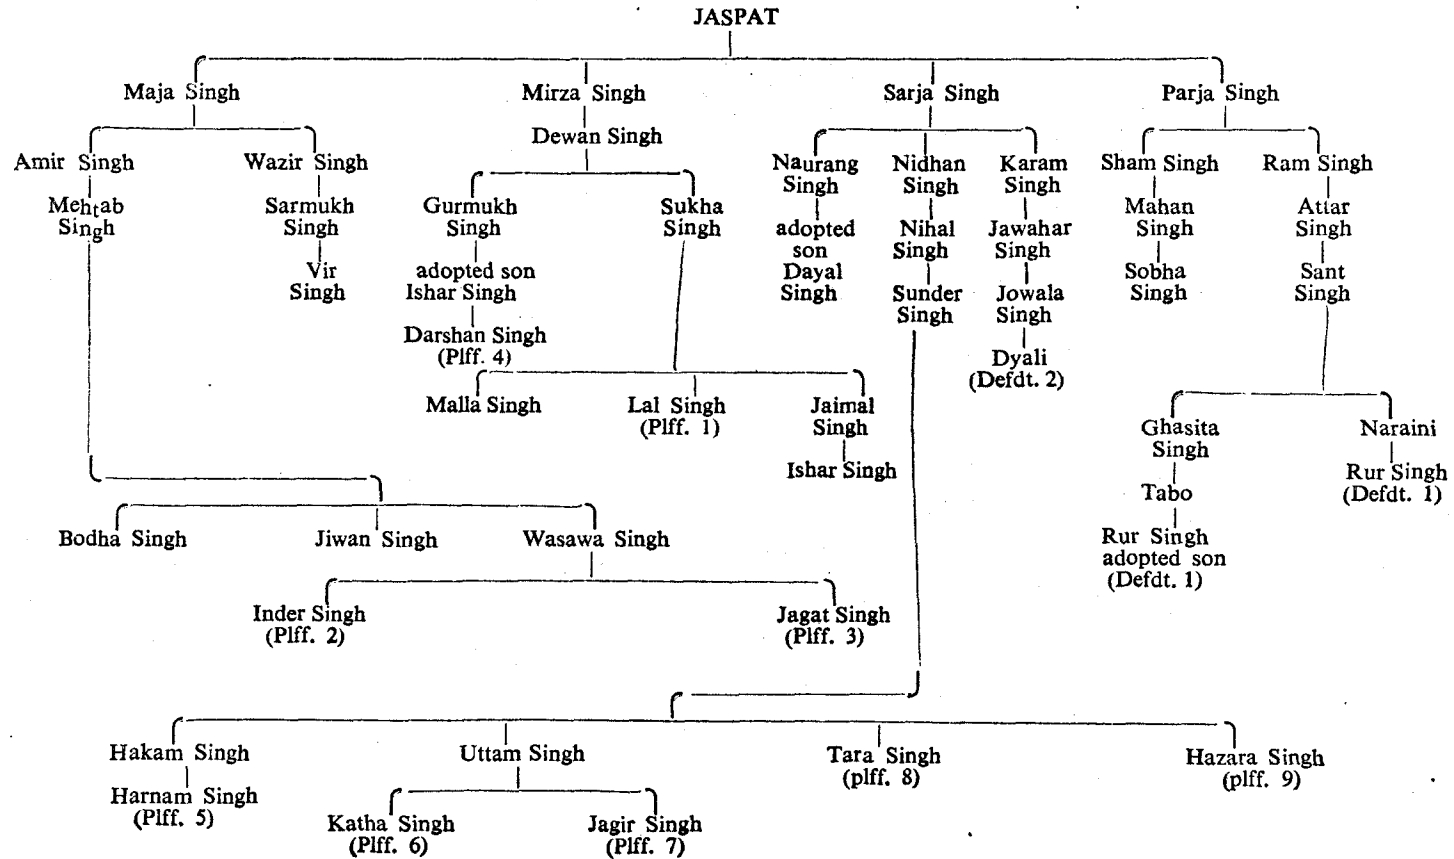 JASPAT
Maja Singh
Mirza Singh
Sarja Singh
Parja Singh
Dewan Singh
Amir Singh
Wazir Singh
Naurang
Singh
Nidhan
Singh
Karam
Singh
Sham Singh
Ram Singh
Mehtab
Singh
Sarmukh
Singh
Gurmukh
Singh
Sukha
Singh
adopted
son
Dayal
Singh
Nihal
Singh
Jawahar
Singh
Mahan
Singh
Attar
Singh
Vir
Singh
adopted son
Ishar Singh
Sunder
Singh
Jowala
Singh
Sobha
Singh
Sant
Singh
Darshan Singh
(Plff. 4)
Dyali
(Defdt. 2)
Malla Singh
Lal Singh
(Plff. 1)
Jaimal
Singh
Ghasita
Singh
Naraini
Ishar Singh
Rur Singh
(Defdt. 1)
Tabo
Bodha Singh
Jiwan Singh
Wasawa Singh
Rur Singh
adopted son
(Defdt. 1)
Inder Singh
(Plff. 2)
Jagat Singh
(Plff. 3)
Hakam Singh
Uttam Singh
Tara Singh
(plff. 8)
Hazara Singh
(plff. 9)
Harnam Singh
(Plff. 5)
Katha Singh
(Plff. 6)
Jagir Singh
(Plff. 7)